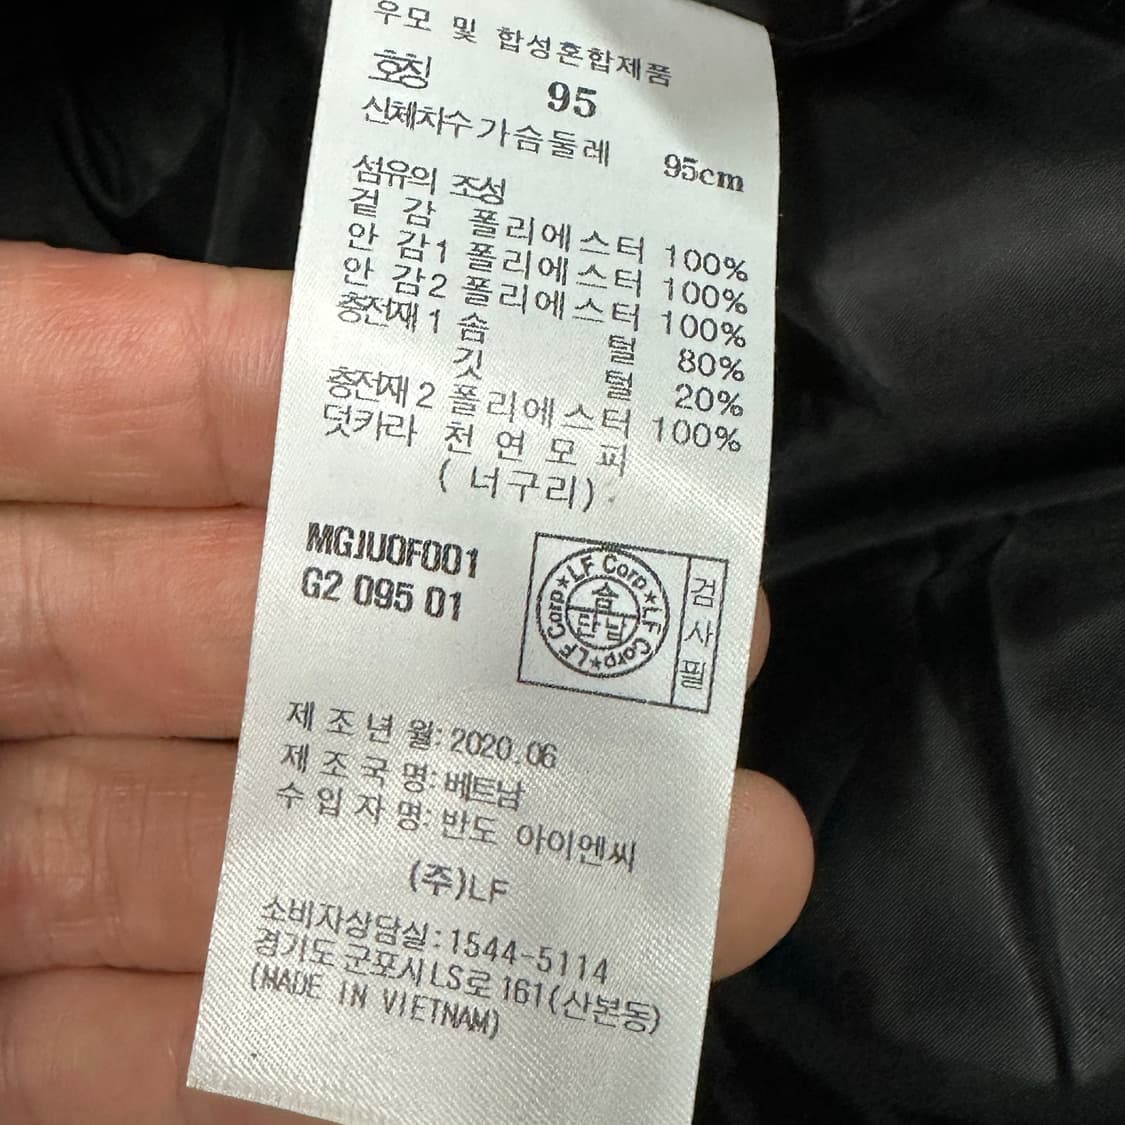 우모 및 합성혼합제품
호칭 95
신체치수 가슴둘레 95cm
섬유의 조성
겉 감 폴리에스터 100%
안 감1 폴리에스터 100%
안 감2 폴리에스터 100%
충전재1 솜 털 80%
깃 털 20%
충전재2 폴리에스터 100%
덧카라 천 연 모 피
( 너구리)
MGJU0F001
G2 095 01
LF Corp★LF Corp★LF Corp★
솜
단 날
검사필
제 조 년 월: 2020.06
제 조 국 명: 베트남
수 입 자 명: 반도 아이엔씨
(주)LF
소비자상담실:1544-5114
경기도 군포시 LS로 161(산본동)
(MADE IN VIETNAM)